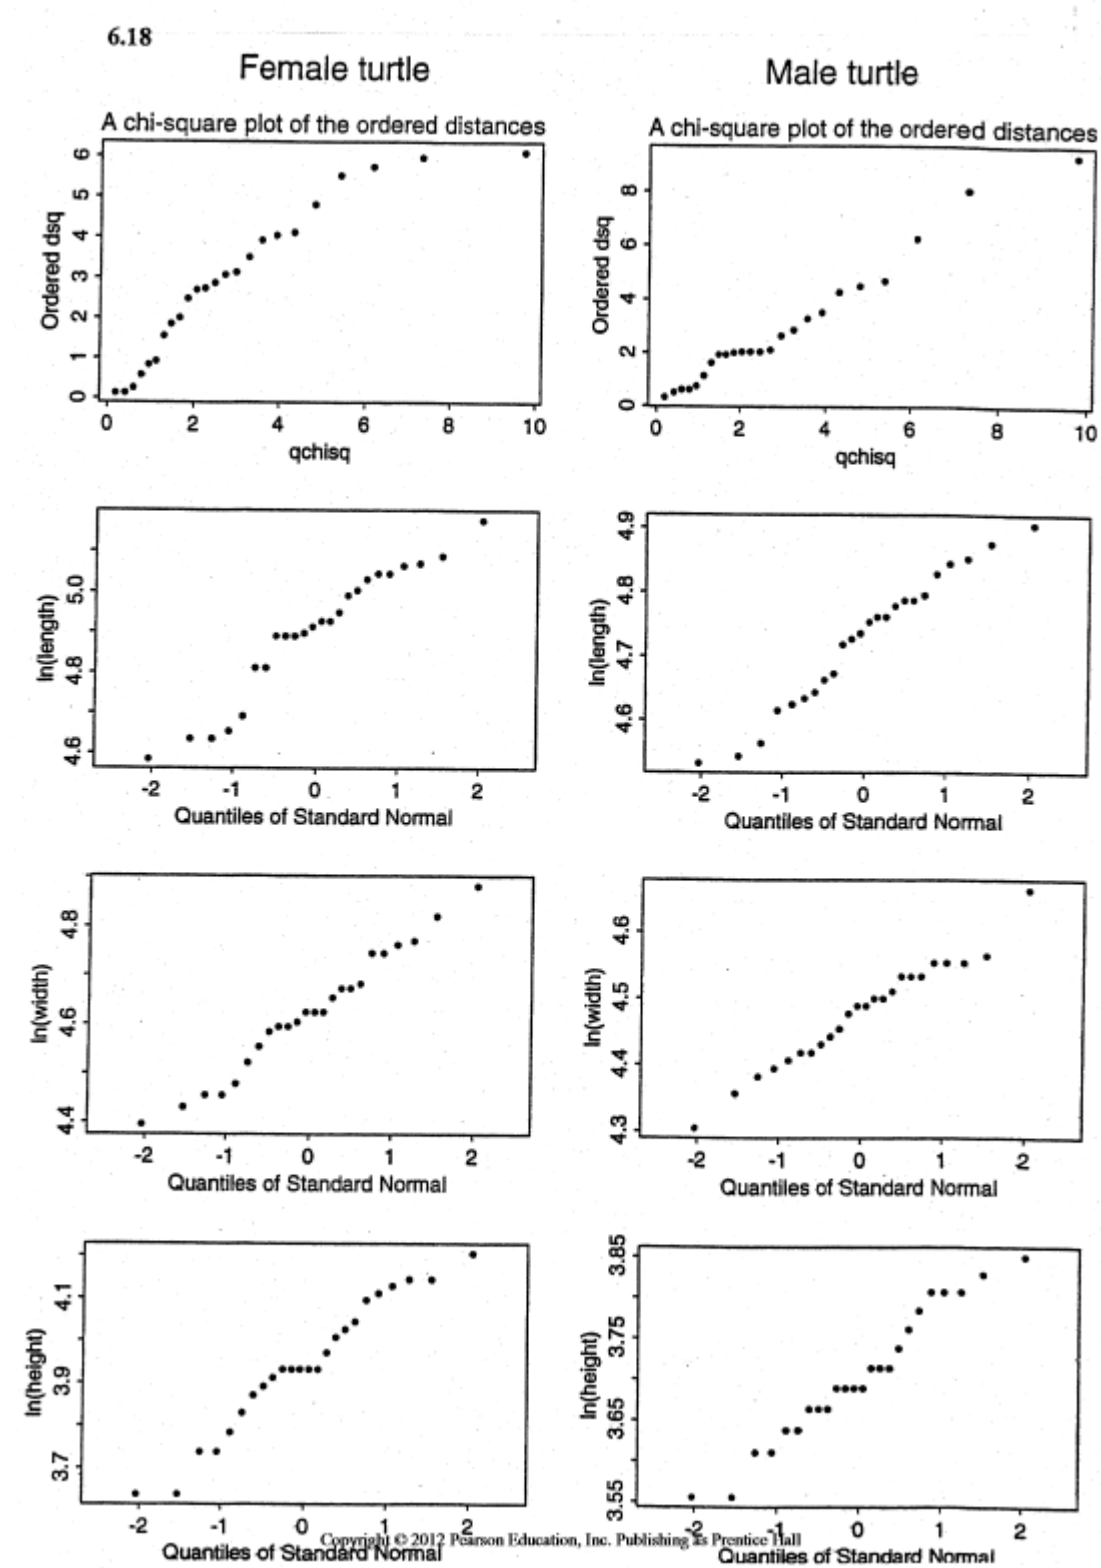 6.18
Female turtle
Male turtle
A chi-square plot of the ordered distances
A chi-square plot of the ordered distances
Ordered dsq
0 1 2 3 4 5 6
0 2 4 6 8 10
qchisq
Ordered dsq
0 2 4 6 8
0 2 4 6 8 10
qchisq
ln(length)
4.6 4.8 5.0
-2 -1 0 1 2
Quantiles of Standard Normal
ln(length)
4.6 4.7 4.8 4.9
-2 -1 0 1 2
Quantiles of Standard Normal
ln(width)
4.4 4.6 4.8
-2 -1 0 1 2
Quantiles of Standard Normal
ln(width)
4.3 4.4 4.5 4.6
-2 -1 0 1 2
Quantiles of Standard Normal
ln(height)
3.7 3.9 4.1
-2 -1 0 1 2
Quantiles of Standard Normal
ln(height)
3.55 3.65 3.75 3.85
-2 -1 0 1 2
Quantiles of Standard Normal
Copyright © 2012 Pearson Education, Inc. Publishing as Prentice Hall